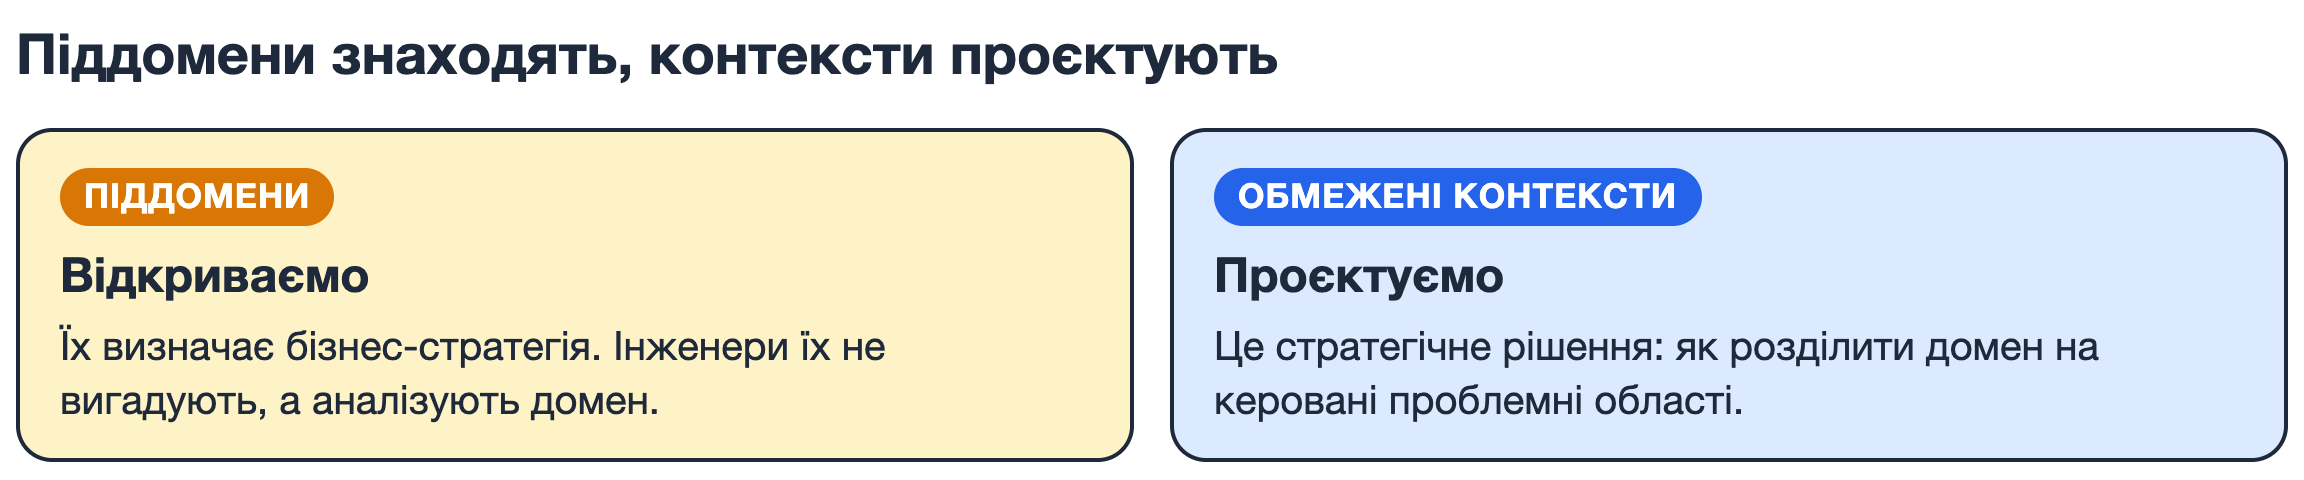 Піддомени знаходять, контексти проєктують
ПІДДОМЕНИ
Відкриваємо
Їх визначає бізнес-стратегія. Інженери їх не
вигадують, а аналізують домен.
ОБМЕЖЕНІ КОНТЕКСТИ
Проєктуємо
Це стратегічне рішення: як розділити домен на
керовані проблемні області.